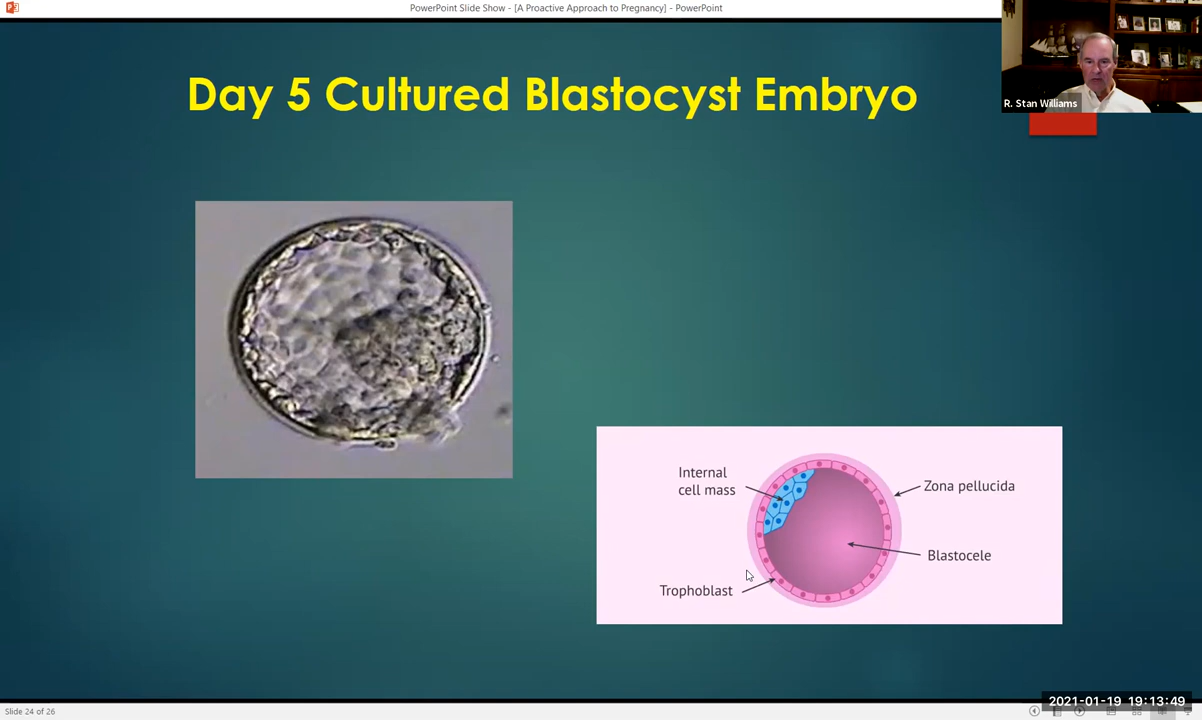 PowerPoint Slide Show - [A Proactive Approach to Pregnancy] - PowerPoint
Day 5 Cultured Blastocyst Embryo
R. Stan Williams
Internal
cell mass
Zona pellucida
Blastocele
Trophoblast
2021-01-19 19:13:49
Slide 24 of 26